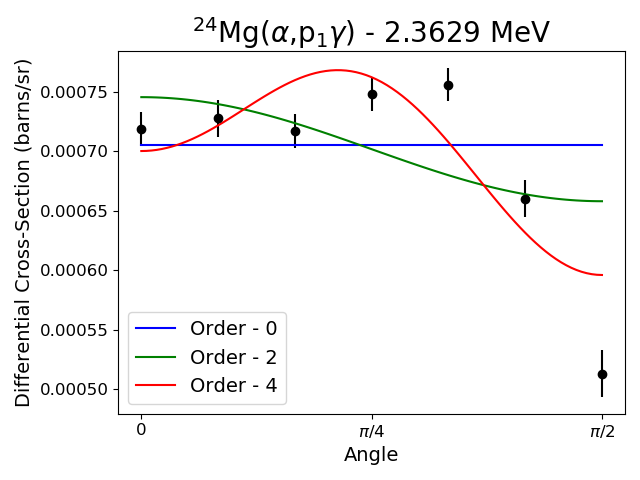 ²⁴Mg(α,p₁γ) - 2.3629 MeV
Differential Cross-Section (barns/sr)
0.00075
0.00070
0.00065
0.00060
0.00055
0.00050
Order - 0
Order - 2
Order - 4
0
π/4
π/2
Angle